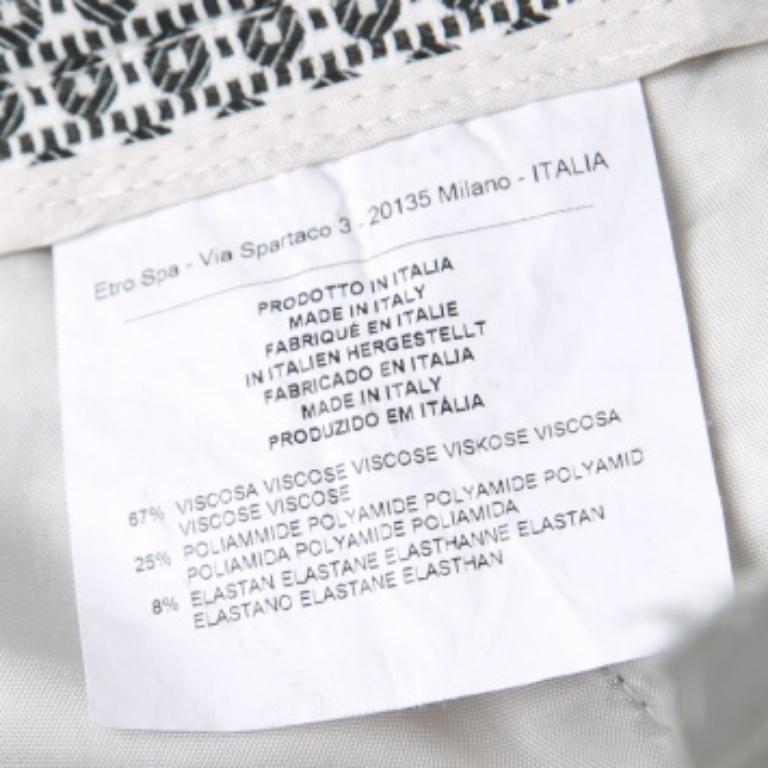 Etro Spa - Via Spartaco 3 . 20135 Milano - ITALIA
PRODOTTO IN ITALIA
MADE IN ITALY
FABRIQUÉ EN ITALIE
IN ITALIEN HERGESTELLT
FABRICADO EN ITALIA
MADE IN ITALY
PRODUZIDO EM ITÁLIA
67% VISCOSA VISCOSE VISCOSE VISKOSE VISCOSA
VISCOSE VISCOSE
25% POLIAMMIDE POLYAMIDE POLYAMIDE POLYAMID
POLIAMIDA POLYAMIDE POLIAMIDA
8% ELASTAN ELASTANE ELASTHANNE ELASTAN
ELASTANO ELASTANE ELASTHAN